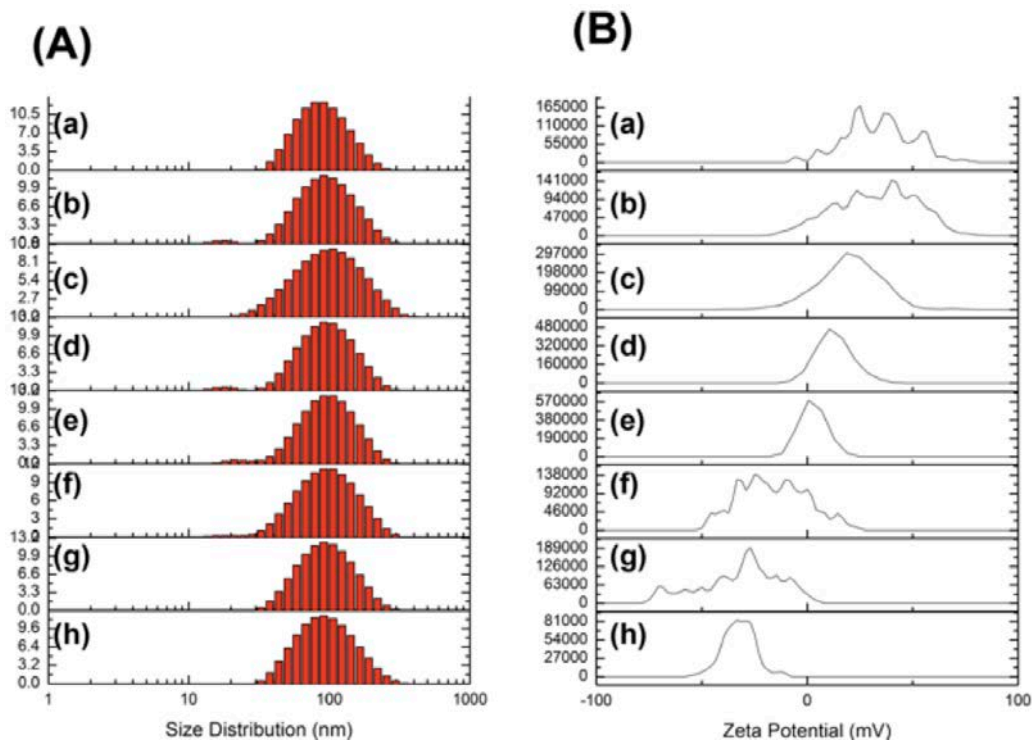 (A)
10.5
7.0
3.5
0.0
(a)
9.9
6.6
3.3
(b)
8.1
5.4
2.7
(c)
9.9
6.6
3.3
(d)
9.9
6.6
3.3
(e)
9
6
3
(f)
9.9
6.6
3.3
0.0
(g)
9.6
6.4
3.2
0.0
(h)
1 10 100 1000
Size Distribution (nm)
(B)
165000
110000
55000
0
(a)
141000
94000
47000
0
(b)
297000
198000
99000
0
(c)
480000
320000
160000
0
(d)
570000
380000
190000
0
(e)
138000
92000
46000
0
(f)
189000
126000
63000
0
(g)
81000
54000
27000
0
(h)
-100 0 100
Zeta Potential (mV)